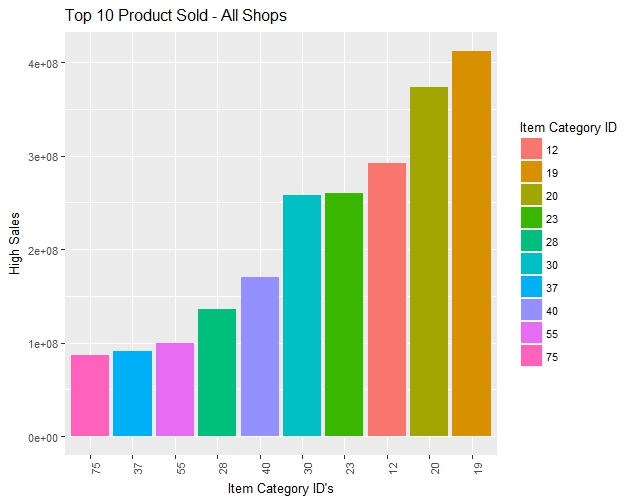 Top 10 Product Sold - All Shops
High Sales
4e+08
3e+08
2e+08
1e+08
0e+00
75 37 55 28 40 30 23 12 20 19
Item Category ID's
Item Category ID
12
19
20
23
28
30
37
40
55
75